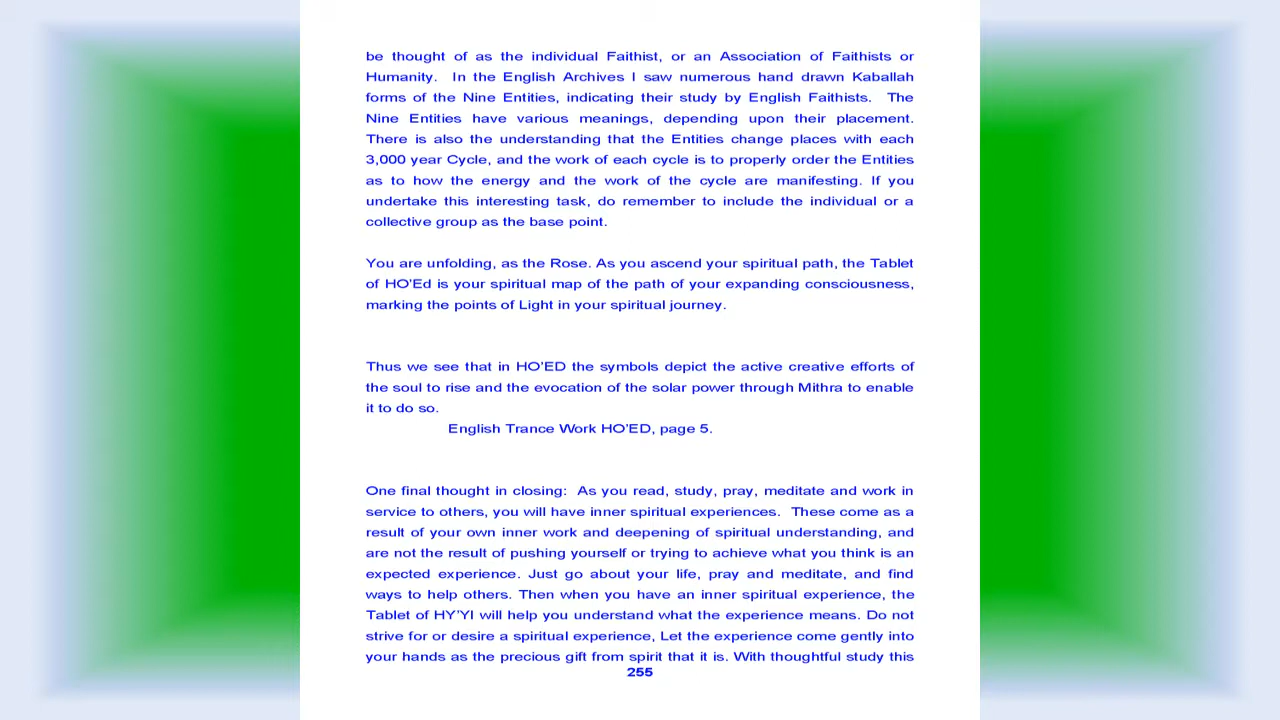 be thought of as the individual Faithist, or an Association of Faithists or
Humanity. In the English Archives I saw numerous hand drawn Kaballah
forms of the Nine Entities, indicating their study by English Faithists. The
Nine Entities have various meanings, depending upon their placement.
There is also the understanding that the Entities change places with each
3,000 year Cycle, and the work of each cycle is to properly order the Entities
as to how the energy and the work of the cycle are manifesting. If you
undertake this interesting task, do remember to include the individual or a
collective group as the base point.
You are unfolding, as the Rose. As you ascend your spiritual path, the Tablet
of HO'Ed is your spiritual map of the path of your expanding consciousness,
marking the points of Light in your spiritual journey.
Thus we see that in HO'ED the symbols depict the active creative efforts of
the soul to rise and the evocation of the solar power through Mithra to enable
it to do so.
English Trance Work HO'ED, page 5.
One final thought in closing: As you read, study, pray, meditate and work in
service to others, you will have inner spiritual experiences. These come as a
result of your own inner work and deepening of spiritual understanding, and
are not the result of pushing yourself or trying to achieve what you think is an
expected experience. Just go about your life, pray and meditate, and find
ways to help others. Then when you have an inner spiritual experience, the
Tablet of HY'YI will help you understand what the experience means. Do not
strive for or desire a spiritual experience, Let the experience come gently into
your hands as the precious gift from spirit that it is. With thoughtful study this
255